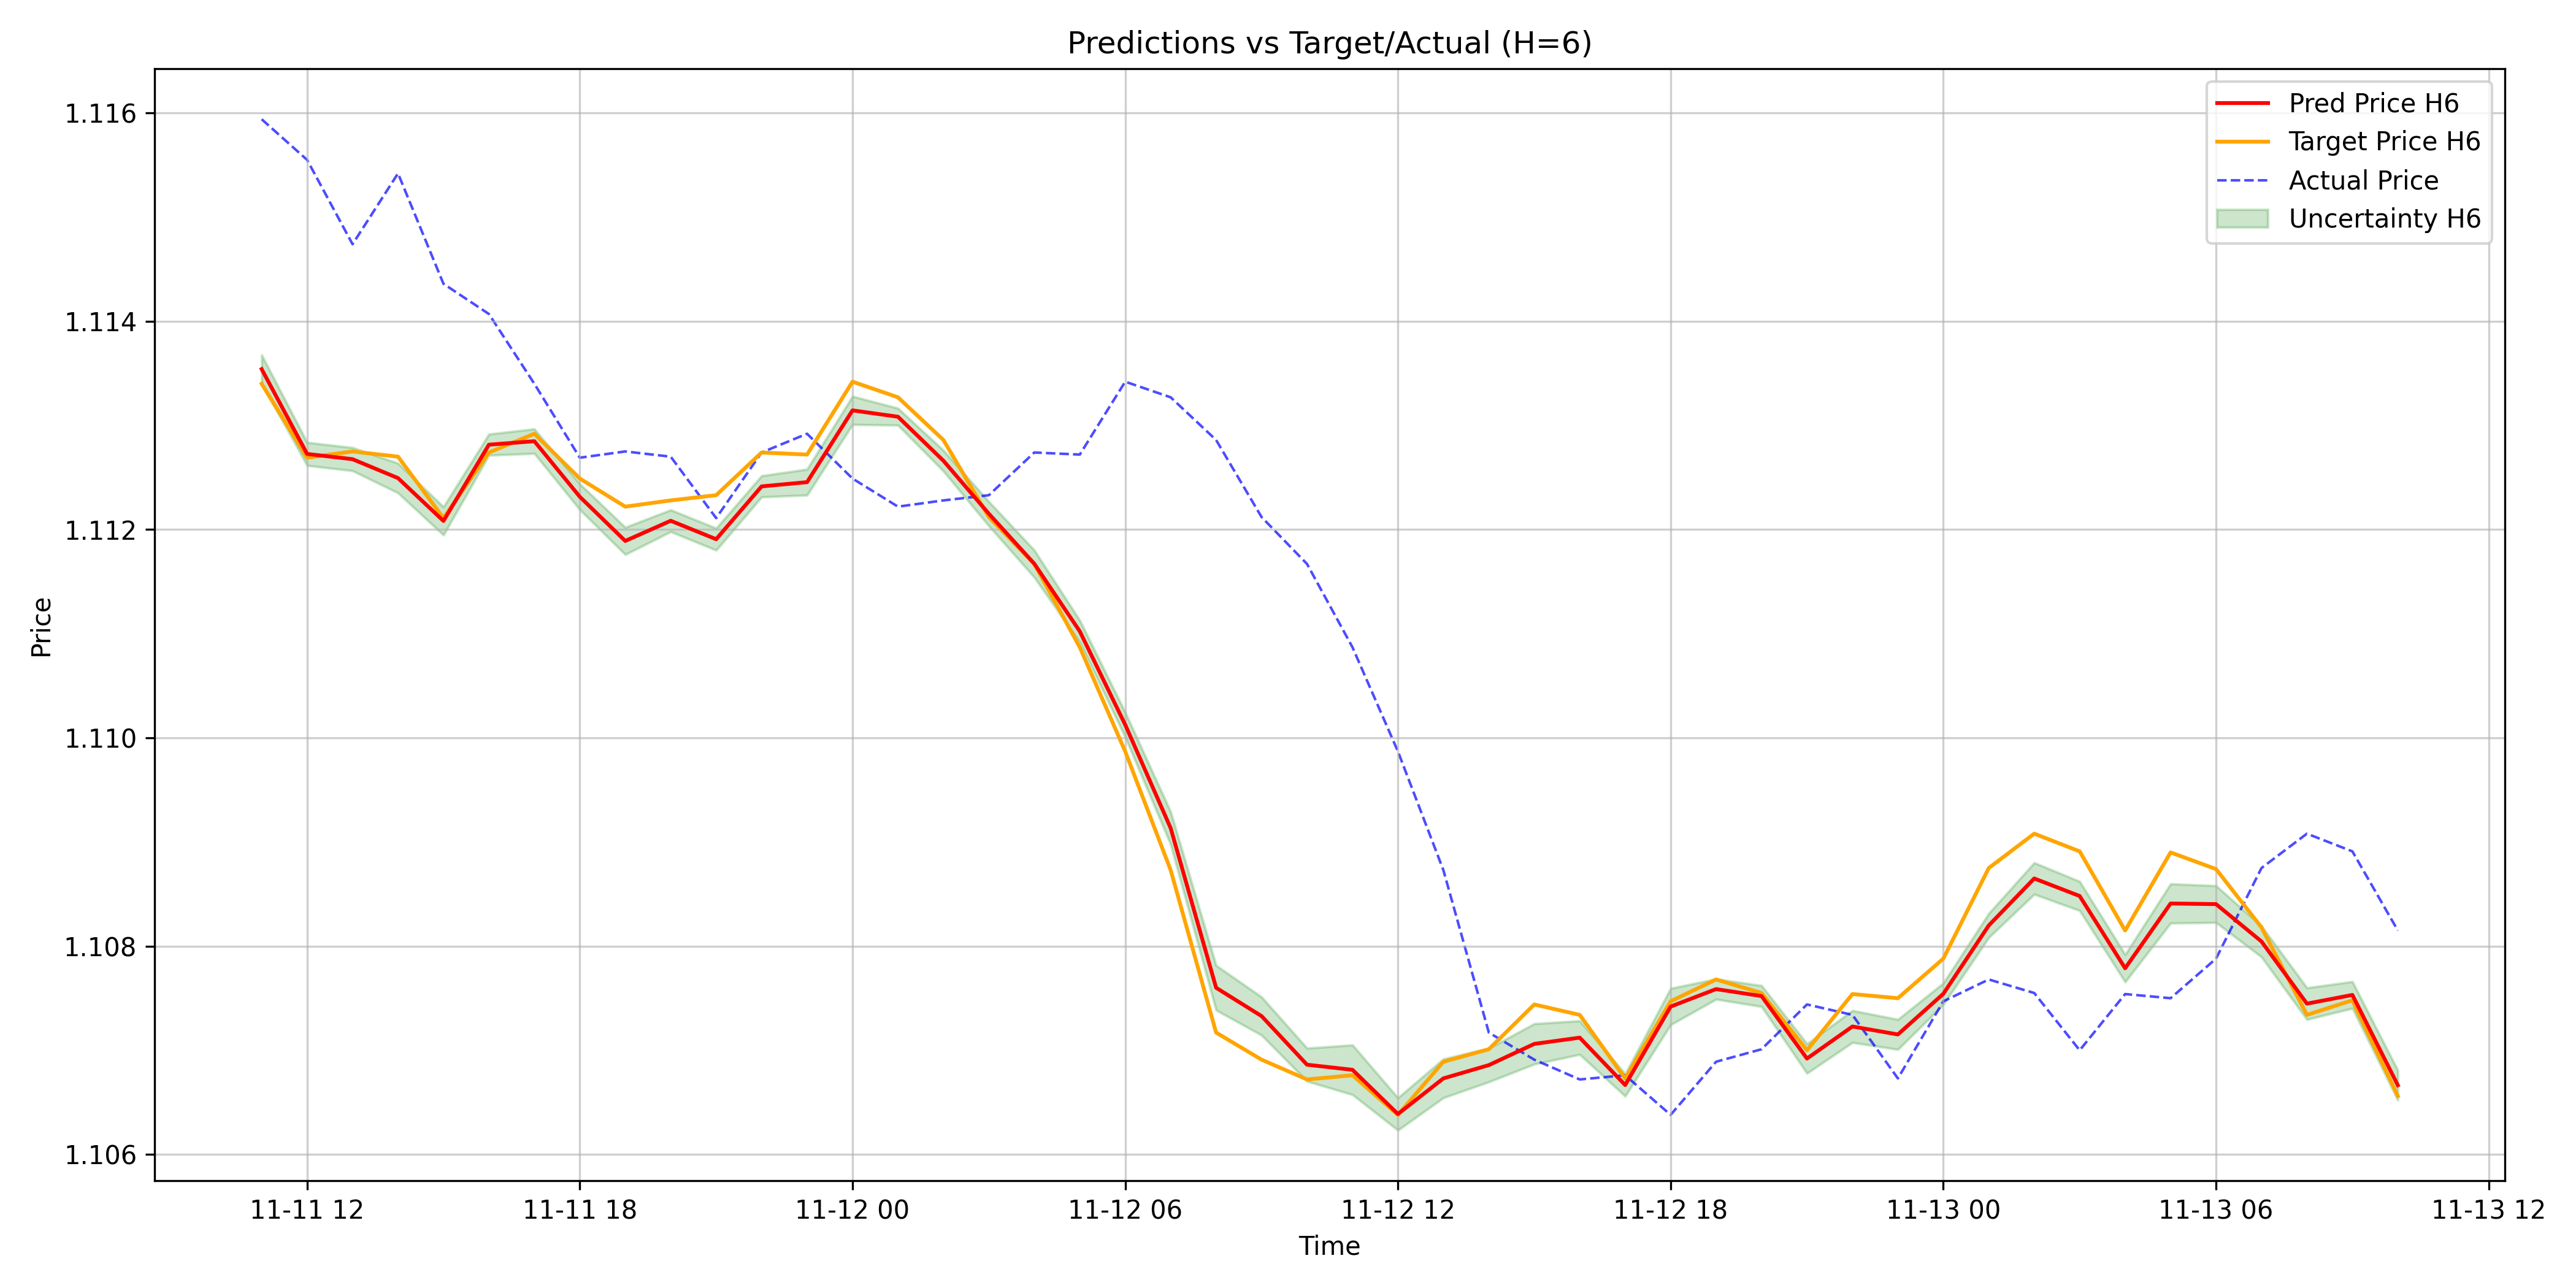 Predictions vs Target/Actual (H=6)
Pred Price H6
Target Price H6
Actual Price
Uncertainty H6
Price
1.116
1.114
1.112
1.110
1.108
1.106
11-11 12
11-11 18
11-12 00
11-12 06
11-12 12
11-12 18
11-13 00
11-13 06
11-13 12
Time